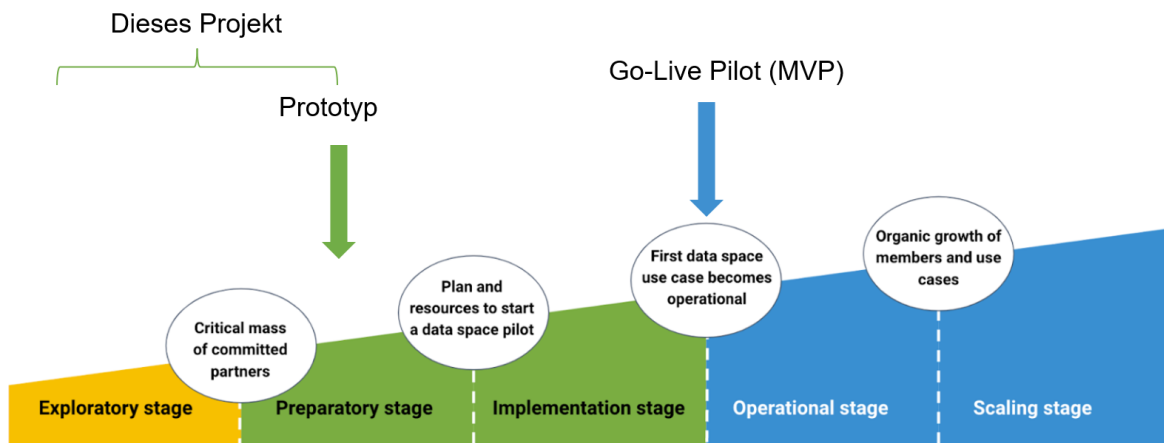 Dieses Projekt
Prototyp
Go-Live Pilot (MVP)
Critical mass
of committed
partners
Plan and
resources to start
a data space pilot
First data space
use case becomes
operational
Organic growth of
members and use
cases
Exploratory stage
Preparatory stage
Implementation stage
Operational stage
Scaling stage